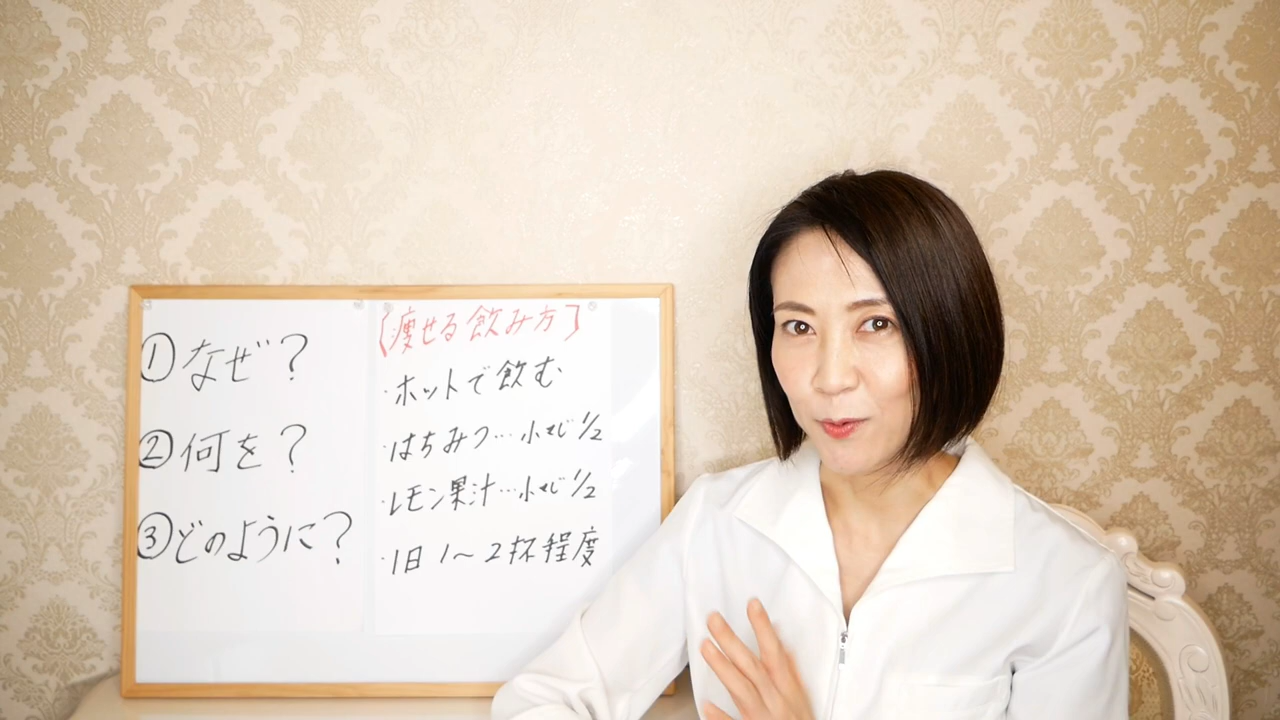 ①なぜ?
②何を?
③どのように?
【痩せる飲み方】
・ホットで飲む
・はちみつ…小さじ1/2
・レモン果汁…小さじ1/2
・1日1〜2杯程度